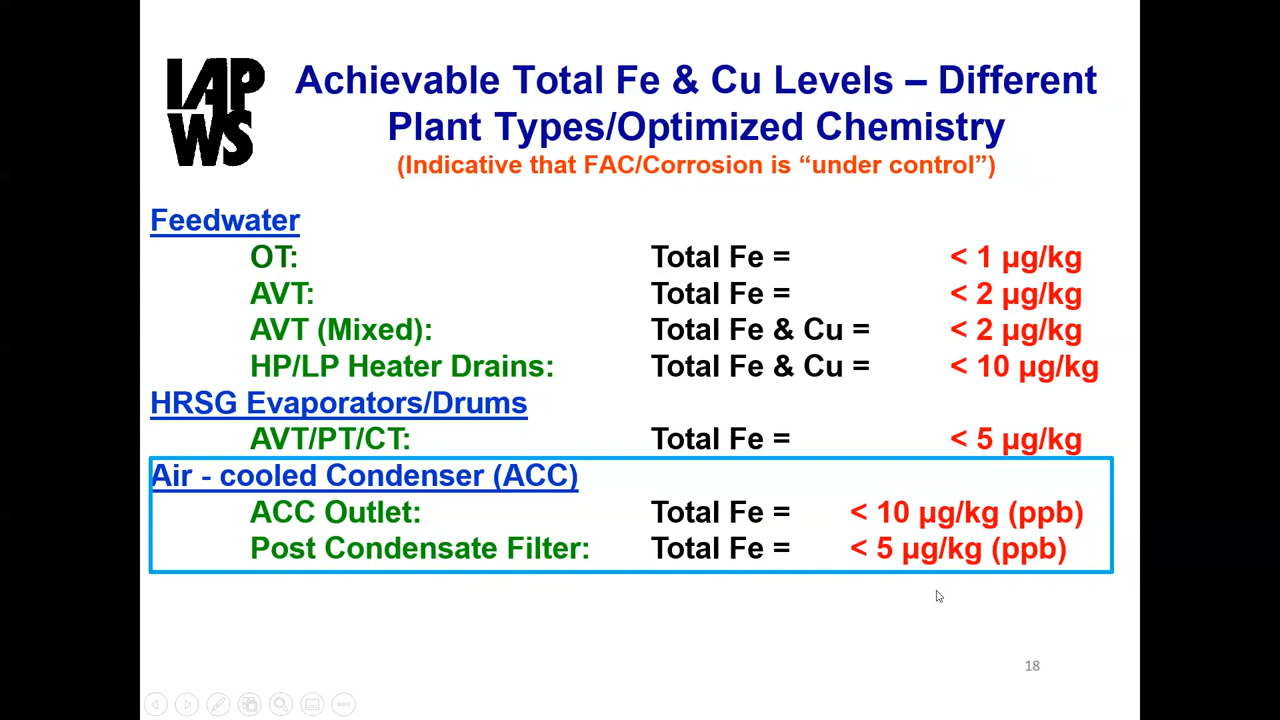 IAP
WS
Achievable Total Fe & Cu Levels – Different
Plant Types/Optimized Chemistry
(Indicative that FAC/Corrosion is “under control”)
Feedwater
OT: Total Fe = < 1 µg/kg
AVT: Total Fe = < 2 µg/kg
AVT (Mixed): Total Fe & Cu = < 2 µg/kg
HP/LP Heater Drains: Total Fe & Cu = < 10 µg/kg
HRSG Evaporators/Drums
AVT/PT/CT: Total Fe = < 5 µg/kg
Air - cooled Condenser (ACC)
ACC Outlet: Total Fe = < 10 µg/kg (ppb)
Post Condensate Filter: Total Fe = < 5 µg/kg (ppb)
18